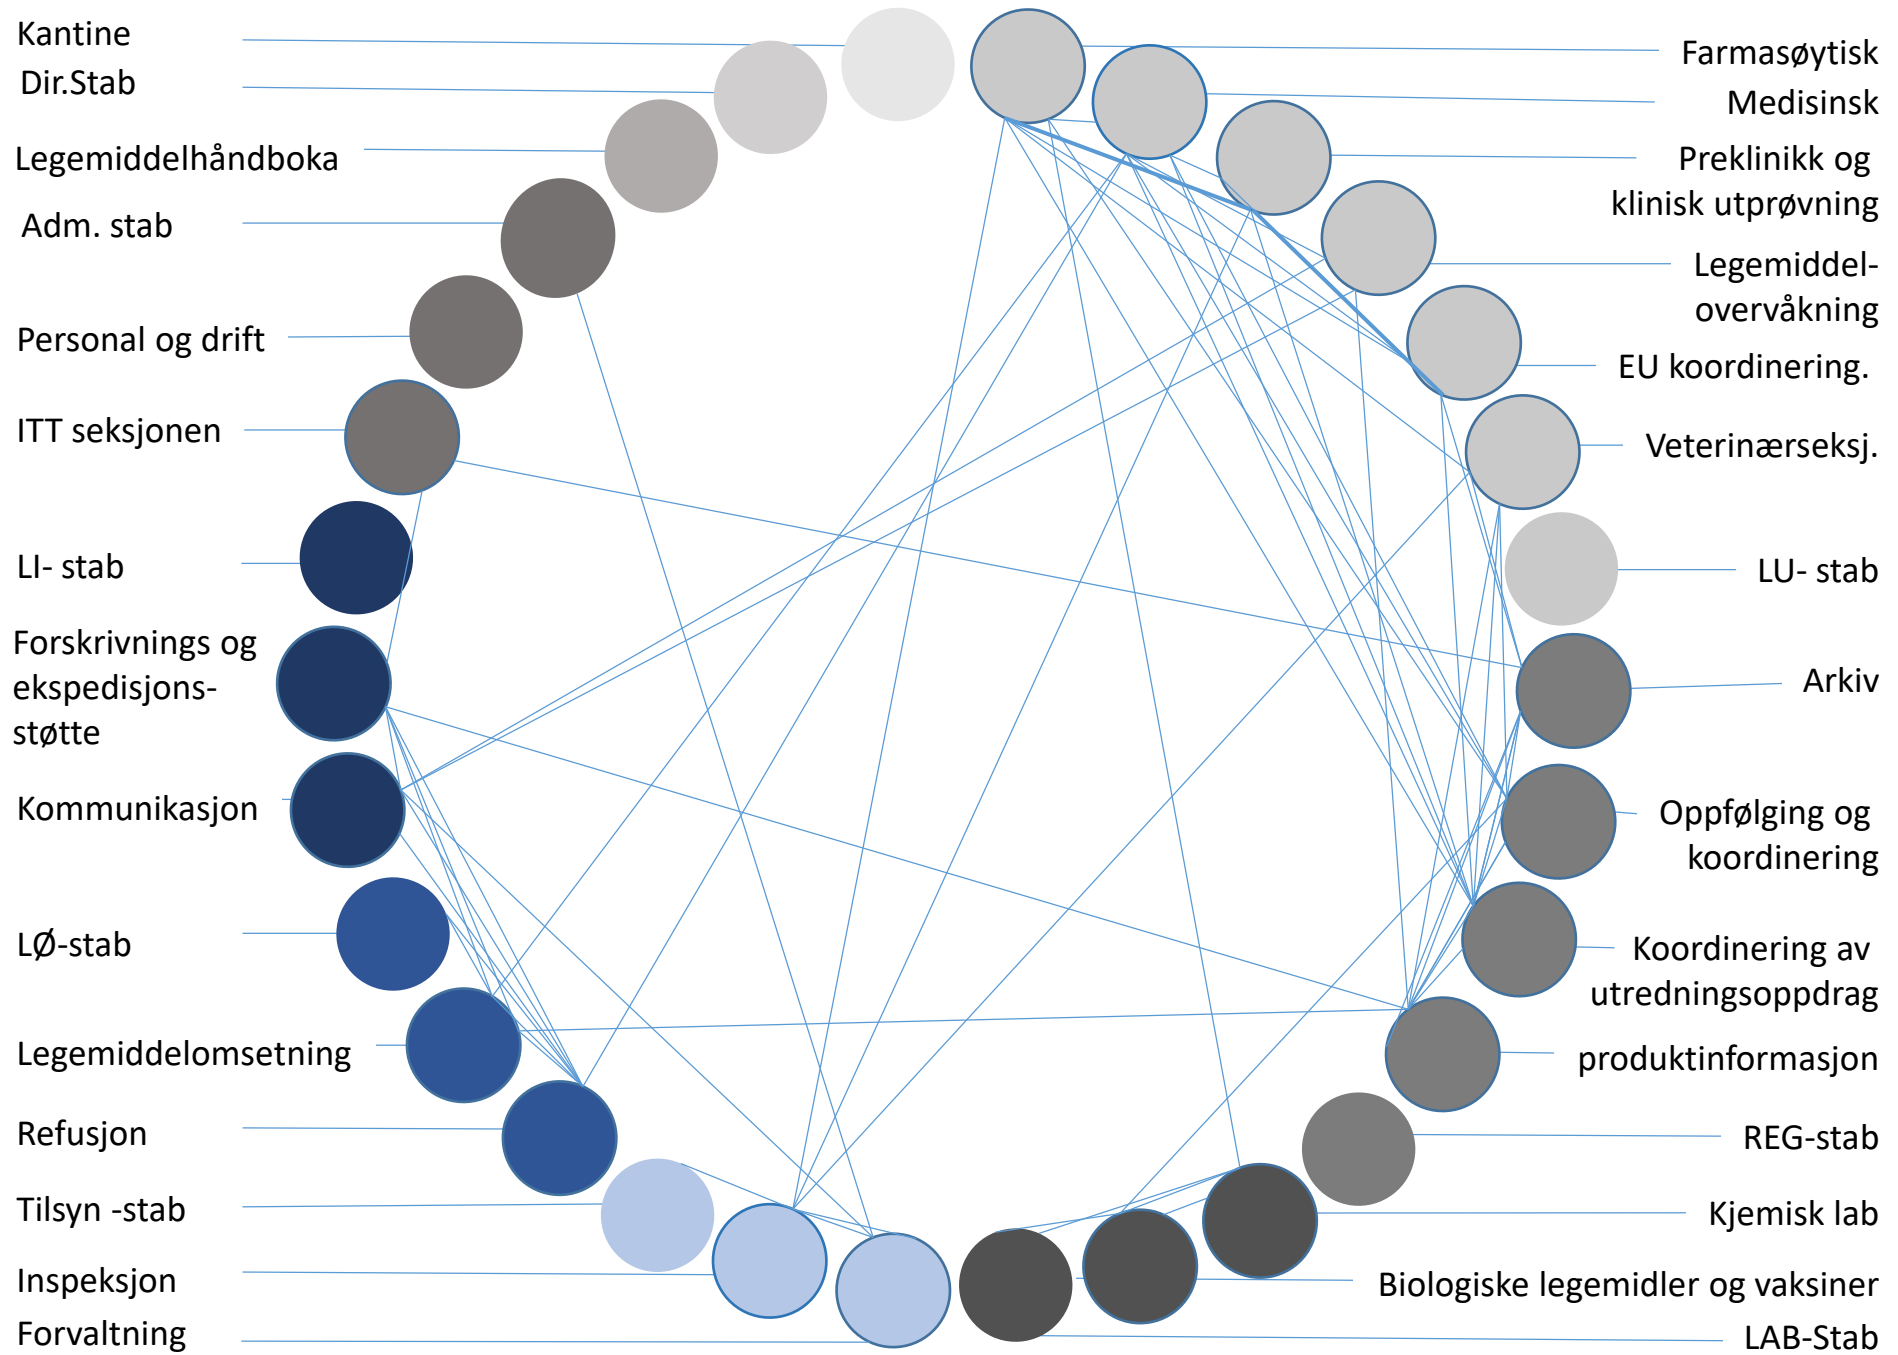 Kantine
Dir.Stab
Legemiddelhåndboka
Adm. stab
Personal og drift
ITT seksjonen
LI- stab
Forskrivnings og
ekspedisjons-
støtte
Kommunikasjon
LØ-stab
Legemiddelomsetning
Refusjon
Tilsyn -stab
Inspeksjon
Forvaltning
Farmasøytisk
Medisinsk
Preklinikk og
klinisk utprøvning
Legemiddel-
overvåkning
EU koordinering.
Veterinærseksj.
LU- stab
Arkiv
Oppfølging og
koordinering
Koordinering av
utredningsoppdrag
produktinformasjon
REG-stab
Kjemisk lab
Biologiske legemidler og vaksiner
LAB-Stab